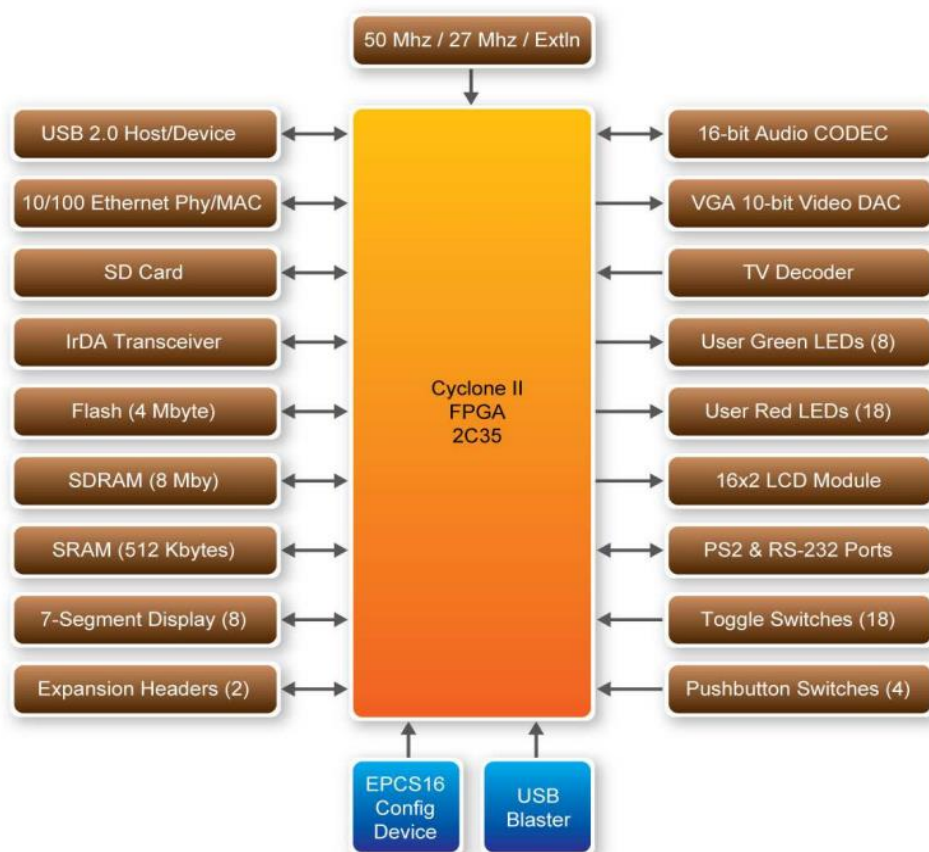 50 Mhz / 27 Mhz / ExtIn
USB 2.0 Host/Device
16-bit Audio CODEC
10/100 Ethernet Phy/MAC
VGA 10-bit Video DAC
SD Card
TV Decoder
IrDA Transceiver
User Green LEDs (8)
Flash (4 Mbyte)
User Red LEDs (18)
Cyclone II
FPGA
2C35
SDRAM (8 Mby)
16x2 LCD Module
SRAM (512 Kbytes)
PS2 & RS-232 Ports
7-Segment Display (8)
Toggle Switches (18)
Expansion Headers (2)
Pushbutton Switches (4)
EPCS16
Config
Device
USB
Blaster